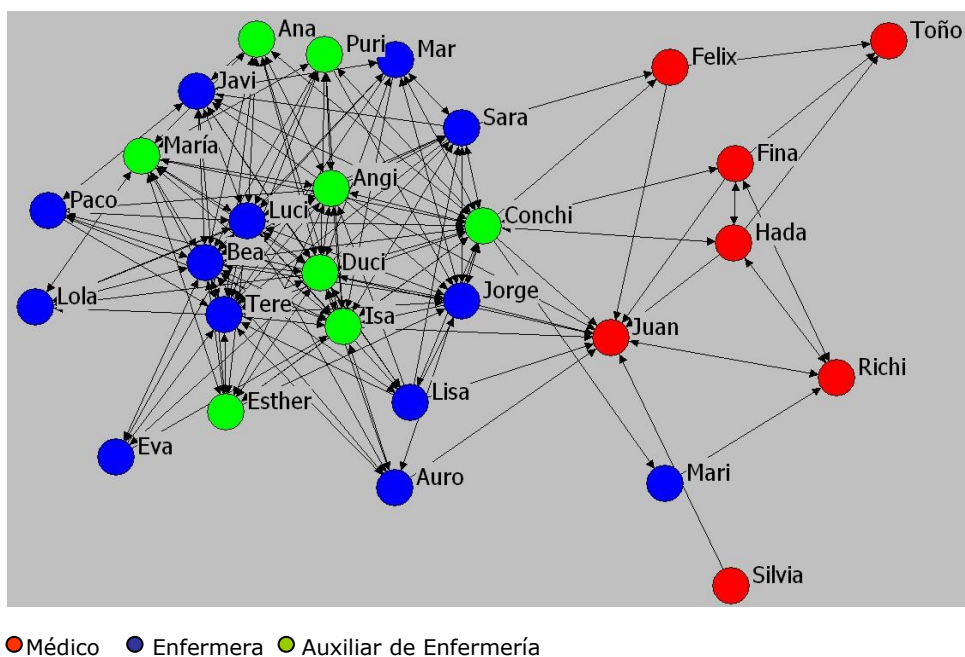 Ana
Puri
Mar
Felix
Toño
Javi
Sara
María
Fina
Angi
Paco
Luci
Conchi
Hada
Bea
Duci
Lola
Tere
Isa
Jorge
Juan
Richi
Esther
Lisa
Eva
Auro
Mari
Silvia
Médico Enfermera Auxiliar de Enfermería